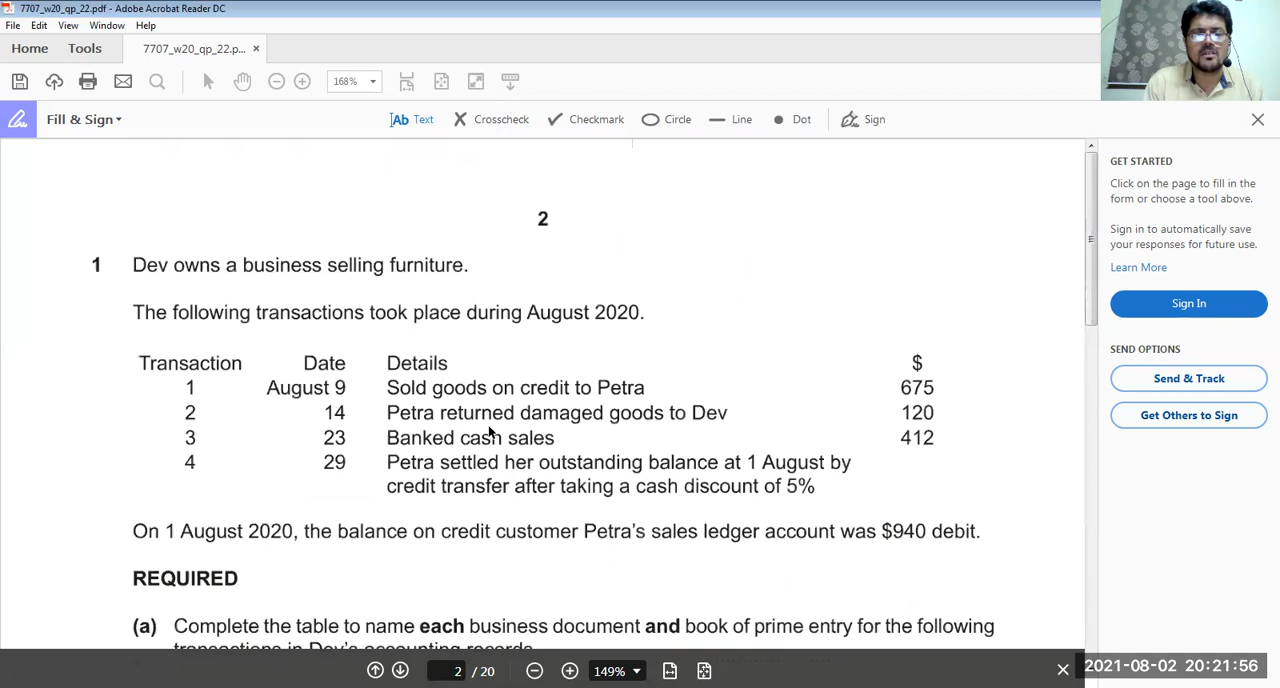 7707_w20_qp_22.pdf - Adobe Acrobat Reader DC
File Edit View Window Help
Home Tools 7707_w20_qp_22.p... ×
168%
Fill & Sign
Text Crosscheck Checkmark Circle Line Dot Sign
2
1 Dev owns a business selling furniture.
The following transactions took place during August 2020.
Transaction Date Details $
1 August 9 Sold goods on credit to Petra 675
2 14 Petra returned damaged goods to Dev 120
3 23 Banked cash sales 412
4 29 Petra settled her outstanding balance at 1 August by
credit transfer after taking a cash discount of 5%
On 1 August 2020, the balance on credit customer Petra's sales ledger account was $940 debit.
REQUIRED
(a) Complete the table to name each business document and book of prime entry for the following
transactions in Dev's accounting records.
GET STARTED
Click on the page to fill in the
form or choose a tool above.
Sign in to automatically save
your responses for future use.
Learn More
Sign In
SEND OPTIONS
Send & Track
Get Others to Sign
2 / 20 149%
2021-08-02 20:21:56